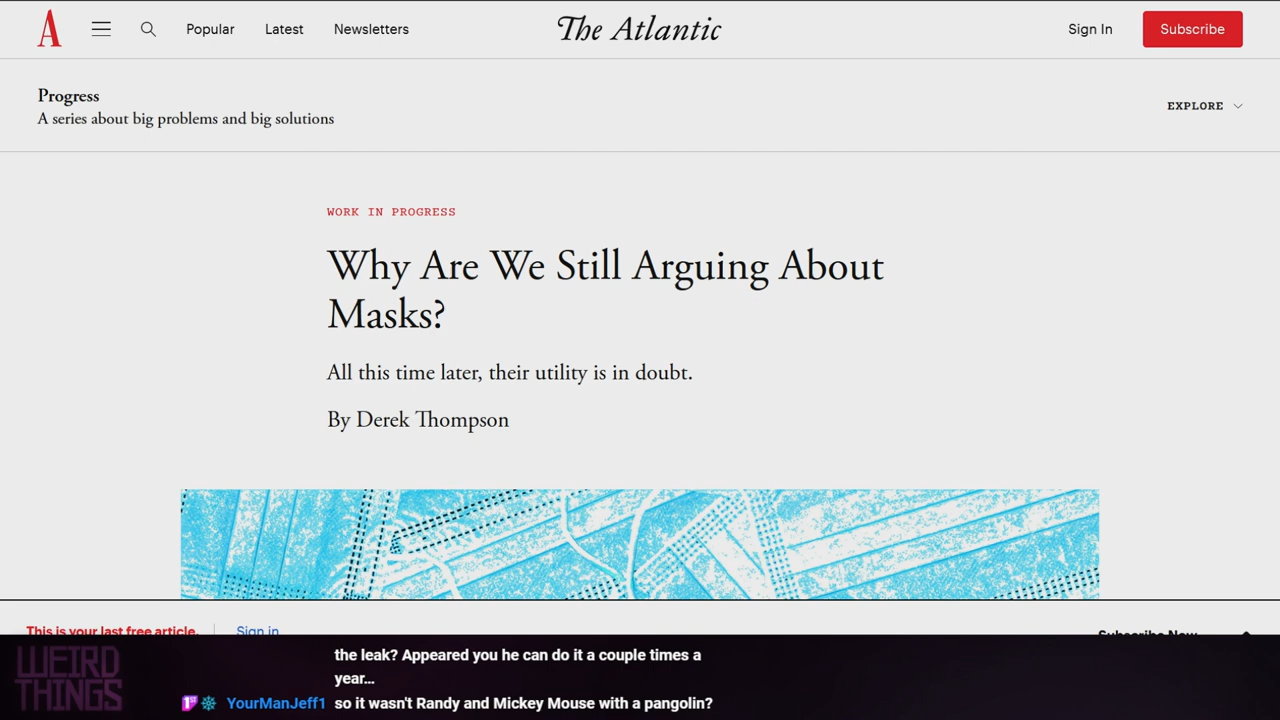 A
Popular
Latest
Newsletters
The Atlantic
Sign In
Subscribe
Progress
A series about big problems and big solutions
EXPLORE
WORK IN PROGRESS
Why Are We Still Arguing About
Masks?
All this time later, their utility is in doubt.
By Derek Thompson
This is your last free article.
Sign in
Subscribe Now
WEIRD
THINGS
the leak? Appeared you he can do it a couple times a
year...
1st YourManJeff1 so it wasn't Randy and Mickey Mouse with a pangolin?